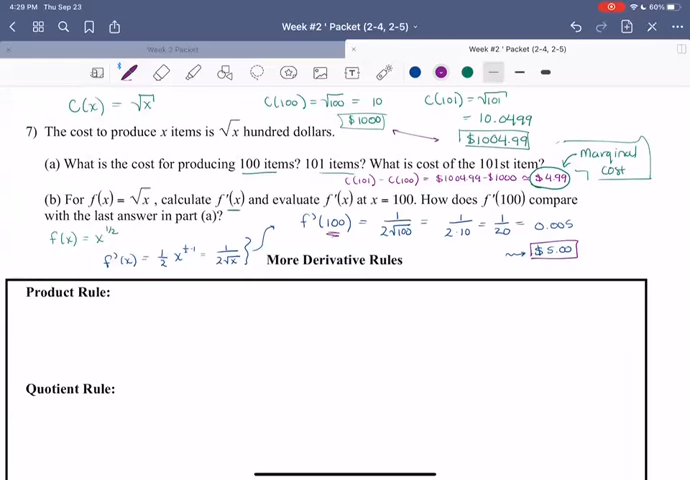 4:29 PM Thu Sep 23
60%
Week #2 ' Packet (2-4, 2-5)
Week 2 Packet
Week #2 ' Packet (2-4, 2-5)
C(x) = √x
C(100) = √100 = 10
$1000
C(101) = √101
= 10.0499
$1004.99
7) The cost to produce x items is √x hundred dollars.
(a) What is the cost for producing 100 items? 101 items? What is cost of the 101st item?
C(101) - C(100) = $1004.99 - $1000 ≈ $4.99
Marginal
cost
(b) For f(x) = √x, calculate f'(x) and evaluate f'(x) at x = 100. How does f'(100) compare
with the last answer in part (a)?
f(x) = x^1/2
f'(x) = 1/2 x^1/2-1 = 1/2√x
f'(100) = 1/2√100 = 1/2·10 = 1/20 = 0.005
$5.00
More Derivative Rules
Product Rule:
Quotient Rule: